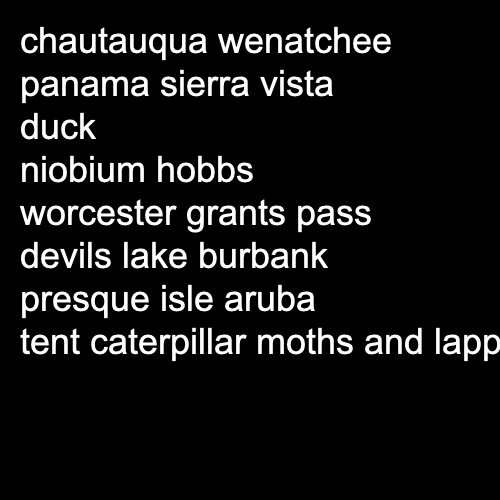 chautauqua wenatchee
panama sierra vista
duck
niobium hobbs
worcester grants pass
devils lake burbank
presque isle aruba
tent caterpillar moths and lapp